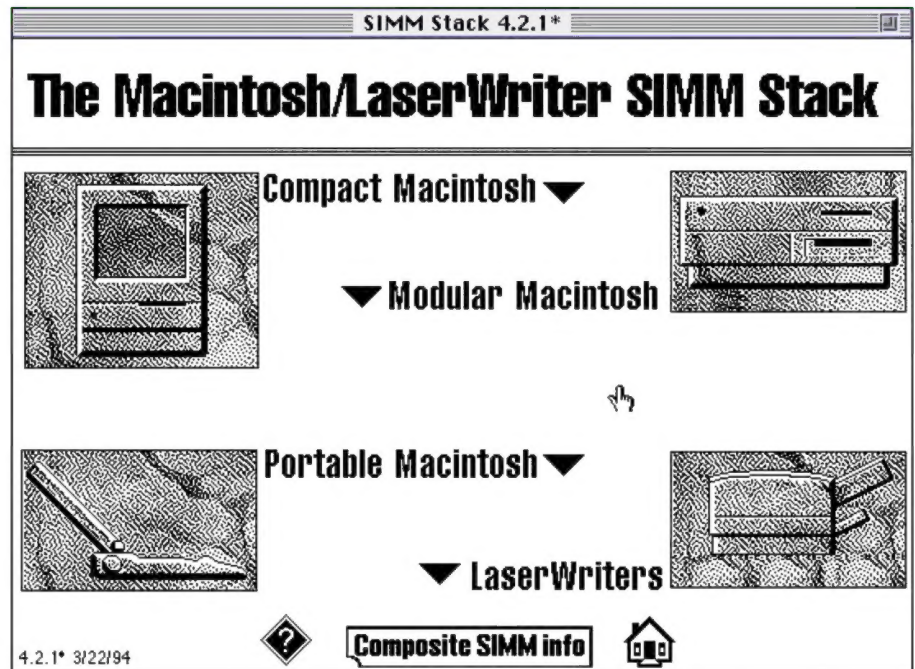 SIMM Stack 4.2.1*
The Macintosh/LaserWriter SIMM Stack
Compact Macintosh
Modular Macintosh
Portable Macintosh
LaserWriters
?
Composite SIMM info
4.2.1* 3/22/94